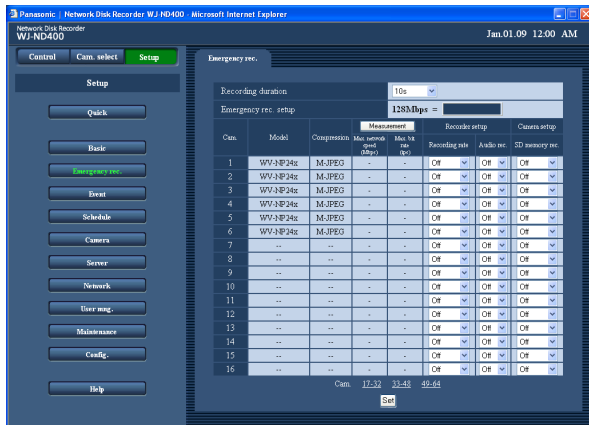 Panasonic | Network Disk Recorder WJ-ND400 - Microsoft Internet Explorer
Network Disk Recorder
WJ-ND400
Jan.01.09 12:00 AM
Control Cam. select Setup
Emergency rec.
Setup
Quick
Basic
Emergency rec.
Event
Schedule
Camera
Server
Network
User mng.
Maintenance
Config.
Help
Recording duration 10s
Emergency rec. setup 128Mbps =
Measurement Recorder setup Camera setup
Cam. Model Compression Max. network speed (Mbps) Max. bit rate (ips) Recording rate Audio rec. SD memory rec.
1 WV-NP24x M-JPEG - - Off Off Off
2 WV-NP24x M-JPEG - - Off Off Off
3 WV-NP24x M-JPEG - - Off Off Off
4 WV-NP24x M-JPEG - - Off Off Off
5 WV-NP24x M-JPEG - - Off Off Off
6 WV-NP24x M-JPEG - - Off Off Off
7 -- -- - - Off Off Off
8 -- -- - - Off Off Off
9 -- -- - - Off Off Off
10 -- -- - - Off Off Off
11 -- -- - - Off Off Off
12 -- -- - - Off Off Off
13 -- -- - - Off Off Off
14 -- -- - - Off Off Off
15 -- -- - - Off Off Off
16 -- -- - - Off Off Off
Cam. 17-32 33-48 49-64
Set